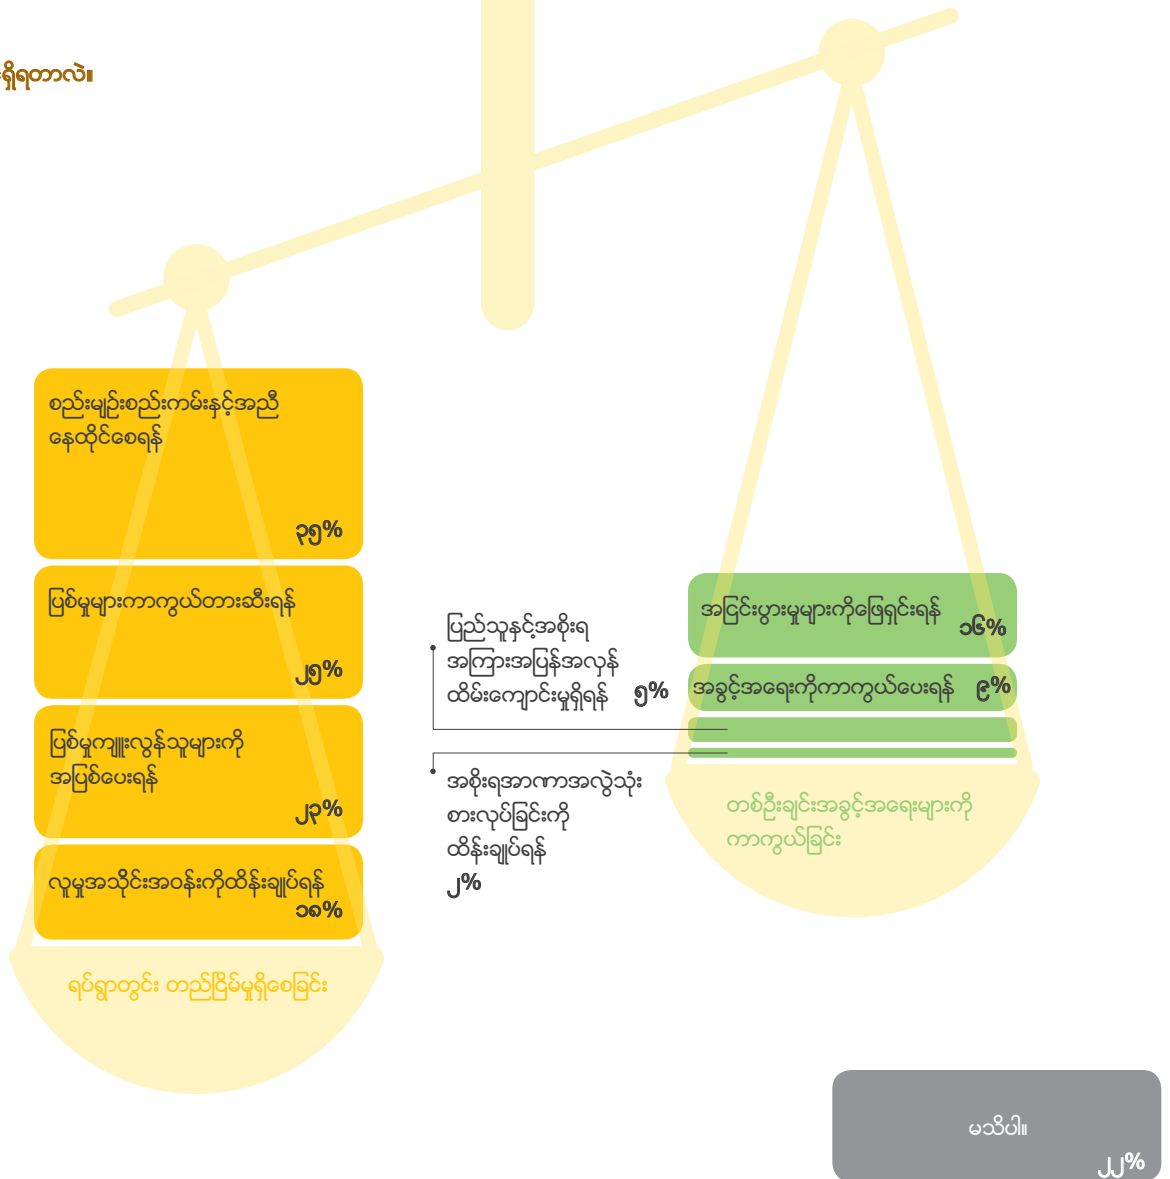 ရှိရတာလဲ။
စည်းမျဉ်းစည်းကမ်းနှင့်အညီ
နေထိုင်စေရန်
၃၅%
ပြစ်မှုများကာကွယ်တားဆီးရန်
၂၅%
ပြစ်မှုကျူးလွန်သူများကို
အပြစ်ပေးရန်
၂၃%
လူမှုအသိုင်းအဝန်းကိုထိန်းချုပ်ရန်
၁၈%
ရပ်ရွာတွင်း တည်ငြိမ်မှုရှိစေခြင်း
ပြည်သူနှင့်အစိုးရ
အကြားအပြန်အလှန်
ထိမ်းကျောင်းမှုရှိရန် ၅%
အစိုးရအာဏာအလွဲသုံး
စားလုပ်ခြင်းကို
ထိန်းချုပ်ရန်
၂%
အငြင်းပွားမှုများကိုဖြေရှင်းရန်
၁၆%
အခွင့်အရေးကိုကာကွယ်ပေးရန် ၉%
တစ်ဦးချင်းအခွင့်အရေးများကို
ကာကွယ်ခြင်း
မသိပါ။
၂၂%